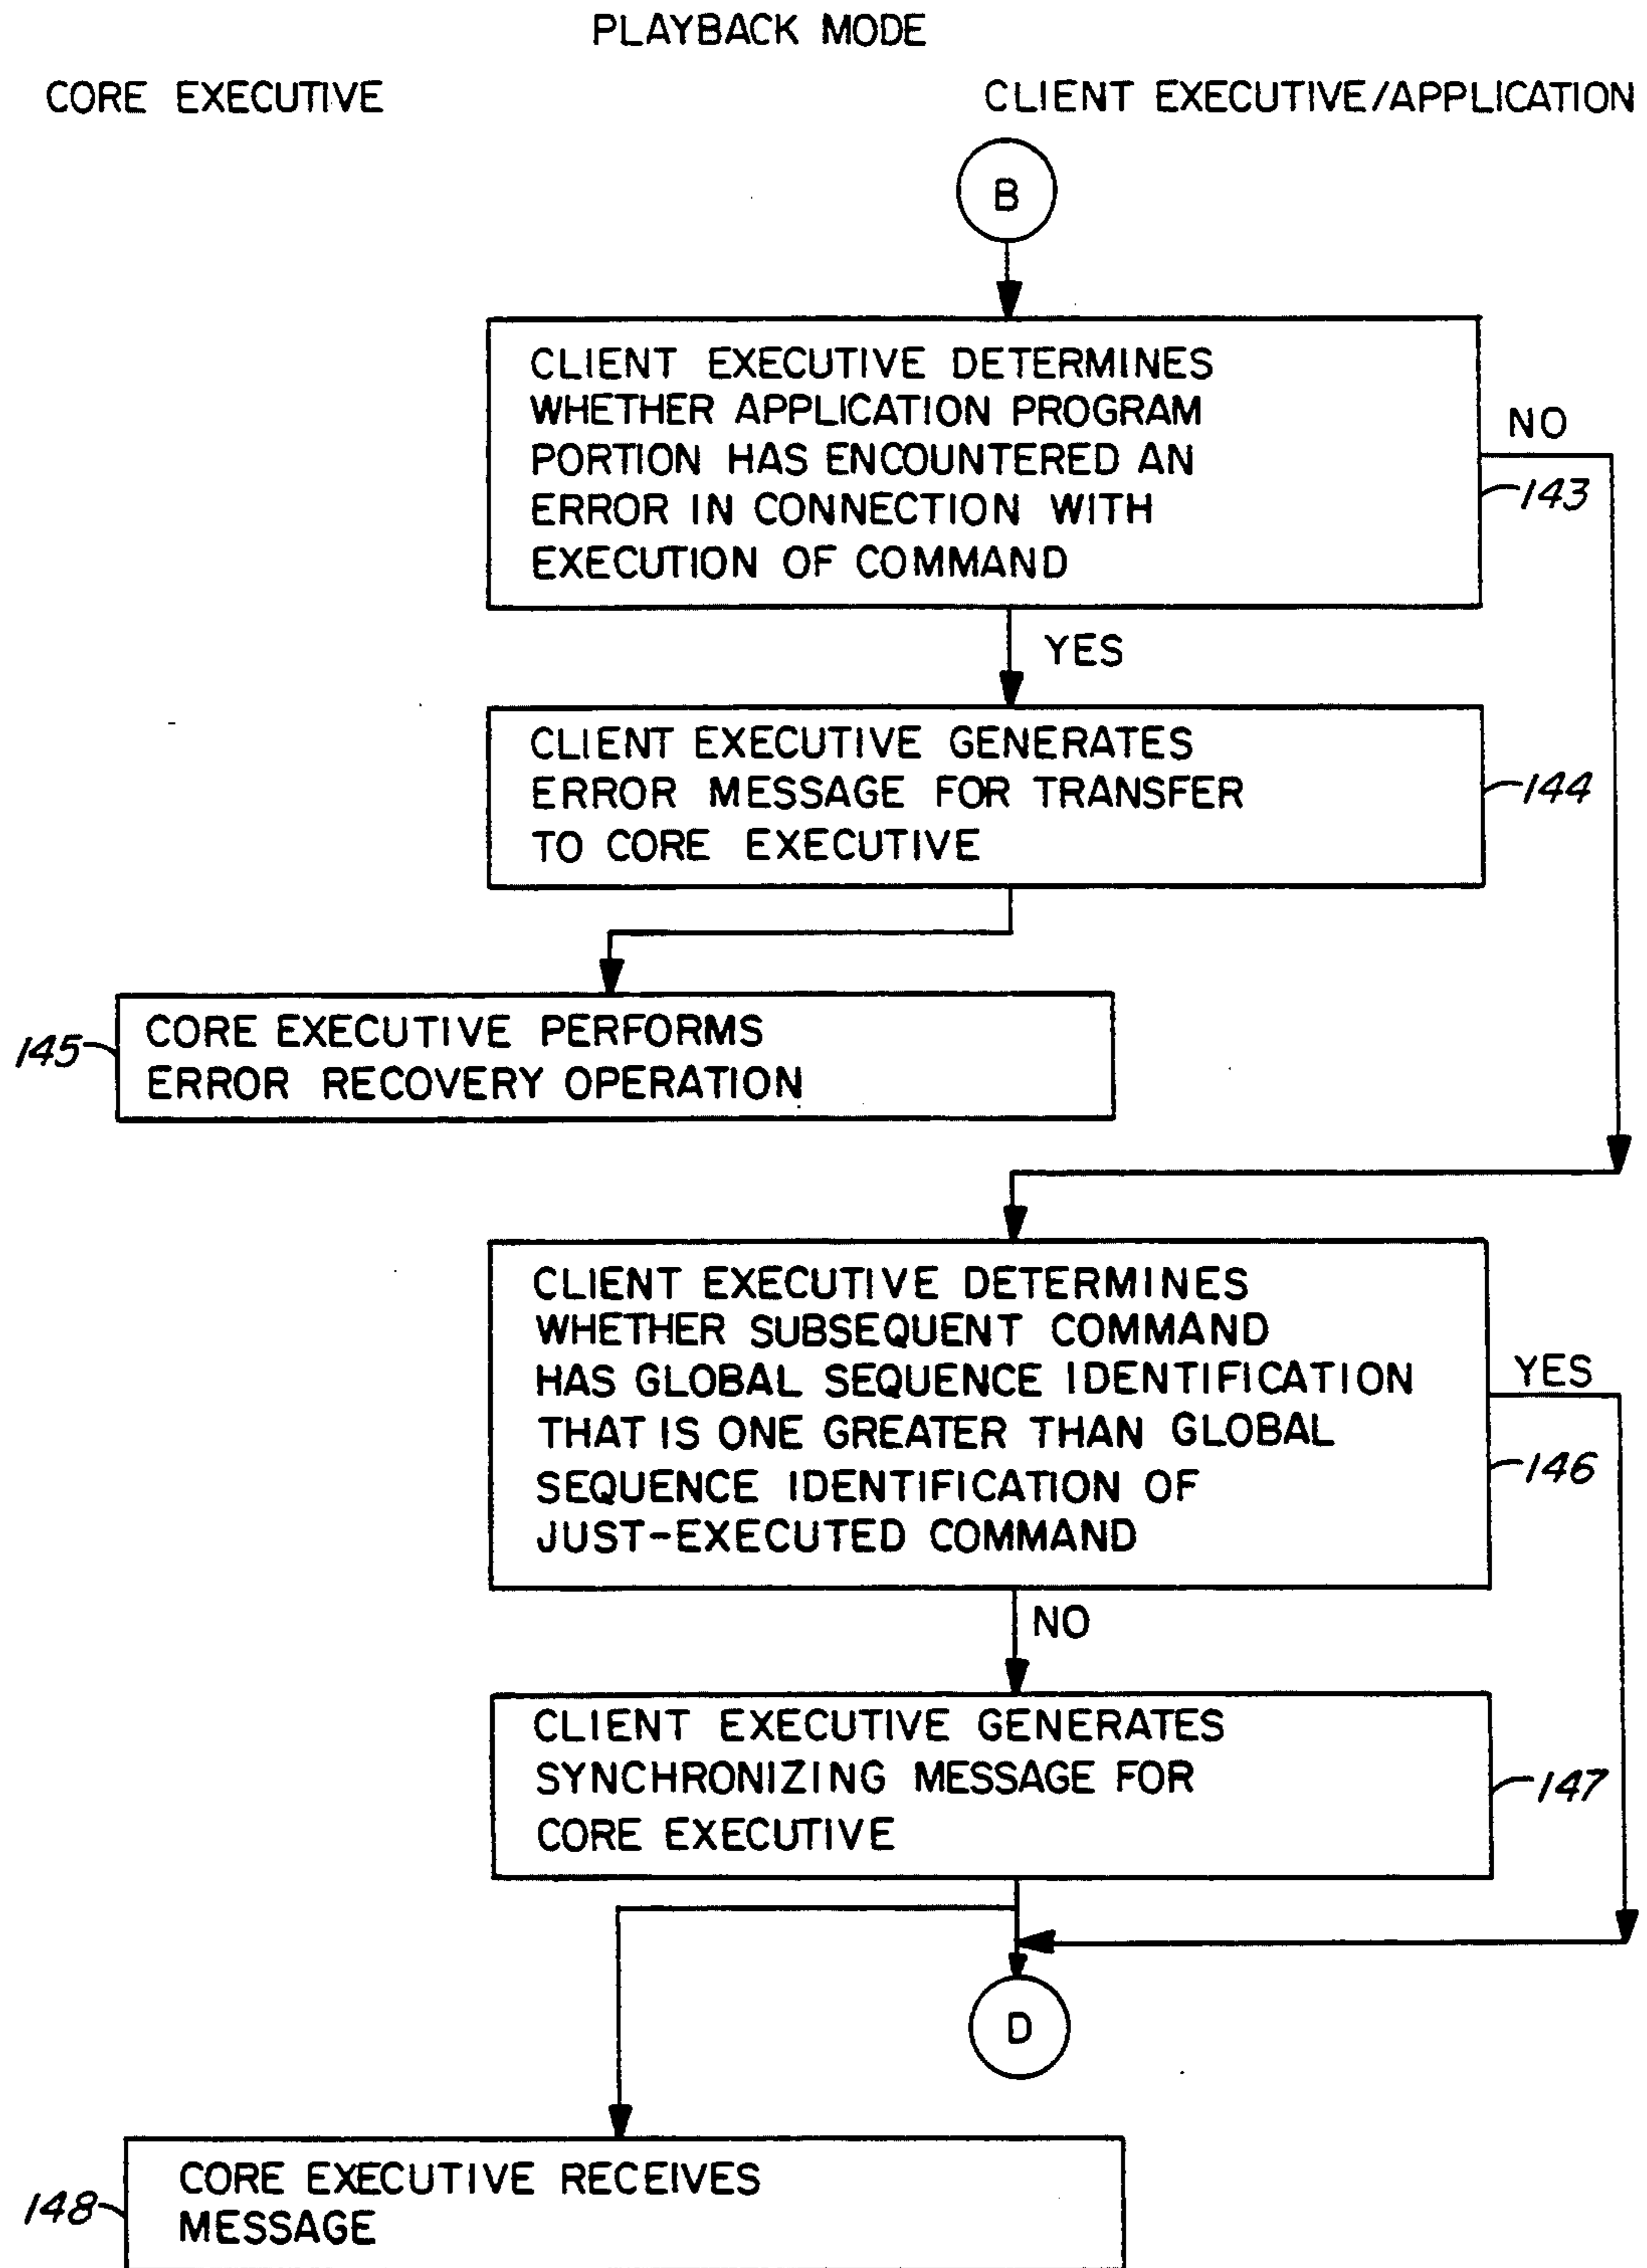 PLAYBACK MODE
CORE EXECUTIVE
CLIENT EXECUTIVE/APPLICATION
B
CLIENT EXECUTIVE DETERMINES
WHETHER APPLICATION PROGRAM
PORTION HAS ENCOUNTERED AN
ERROR IN CONNECTION WITH
EXECUTION OF COMMAND
NO
143
YES
CLIENT EXECUTIVE GENERATES
ERROR MESSAGE FOR TRANSFER
TO CORE EXECUTIVE
144
145
CORE EXECUTIVE PERFORMS
ERROR RECOVERY OPERATION
CLIENT EXECUTIVE DETERMINES
WHETHER SUBSEQUENT COMMAND
HAS GLOBAL SEQUENCE IDENTIFICATION
THAT IS ONE GREATER THAN GLOBAL
SEQUENCE IDENTIFICATION OF
JUST-EXECUTED COMMAND
YES
146
NO
CLIENT EXECUTIVE GENERATES
SYNCHRONIZING MESSAGE FOR
CORE EXECUTIVE
147
D
148
CORE EXECUTIVE RECEIVES
MESSAGE